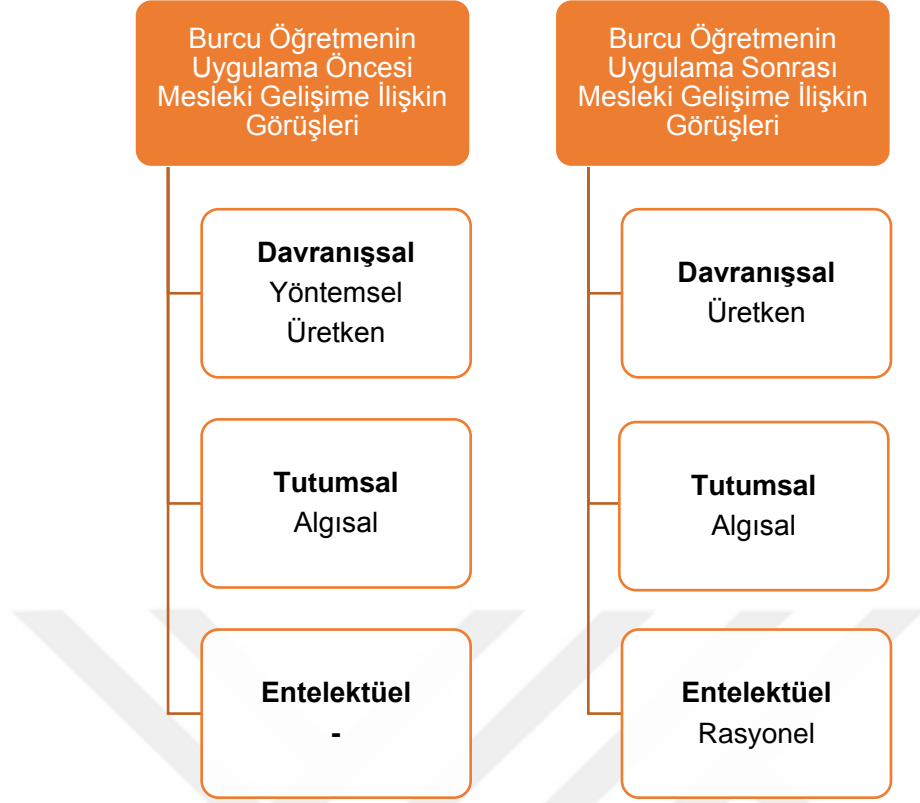 Burcu Öğretmenin
Uygulama Öncesi
Mesleki Gelişime İlişkin
Görüşleri
Davranışsal
Yöntemsel
Üretken
Tutumsal
Algısal
Entelektüel
-
Burcu Öğretmenin
Uygulama Sonrası
Mesleki Gelişime İlişkin
Görüşleri
Davranışsal
Üretken
Tutumsal
Algısal
Entelektüel
Rasyonel